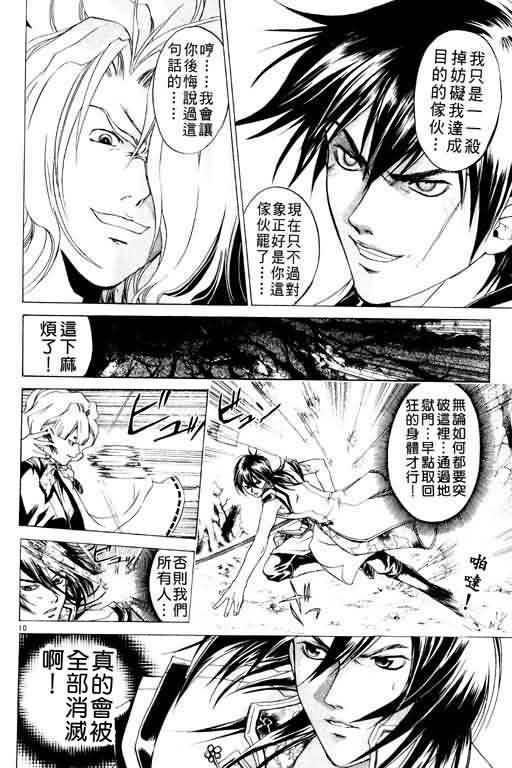 我只是一一殺
掉妨礙我達成
目的的傢伙…
現在只不過對
象正好是你這
傢伙罷了……
哼…我會讓
你後悔說過這
句話的…
這下麻
煩了！
無論如何都要突
破這裡…通過地
獄門…早點取回
狂的身體才行！
ビュッ
ビュッ
啪
噠！
否則我們
所有人…
10
真的會被
全部消滅
啊！